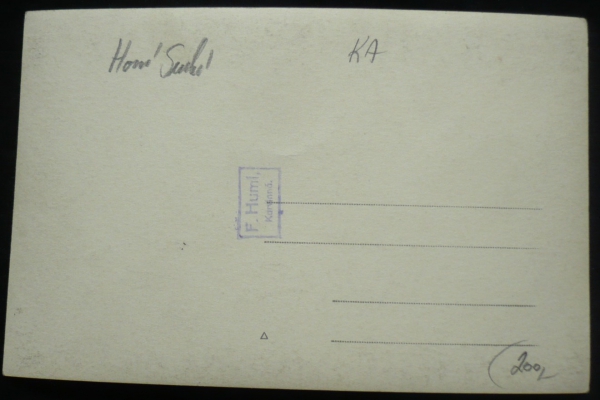 Horní Suchá
KA
F. Huml,
200,-